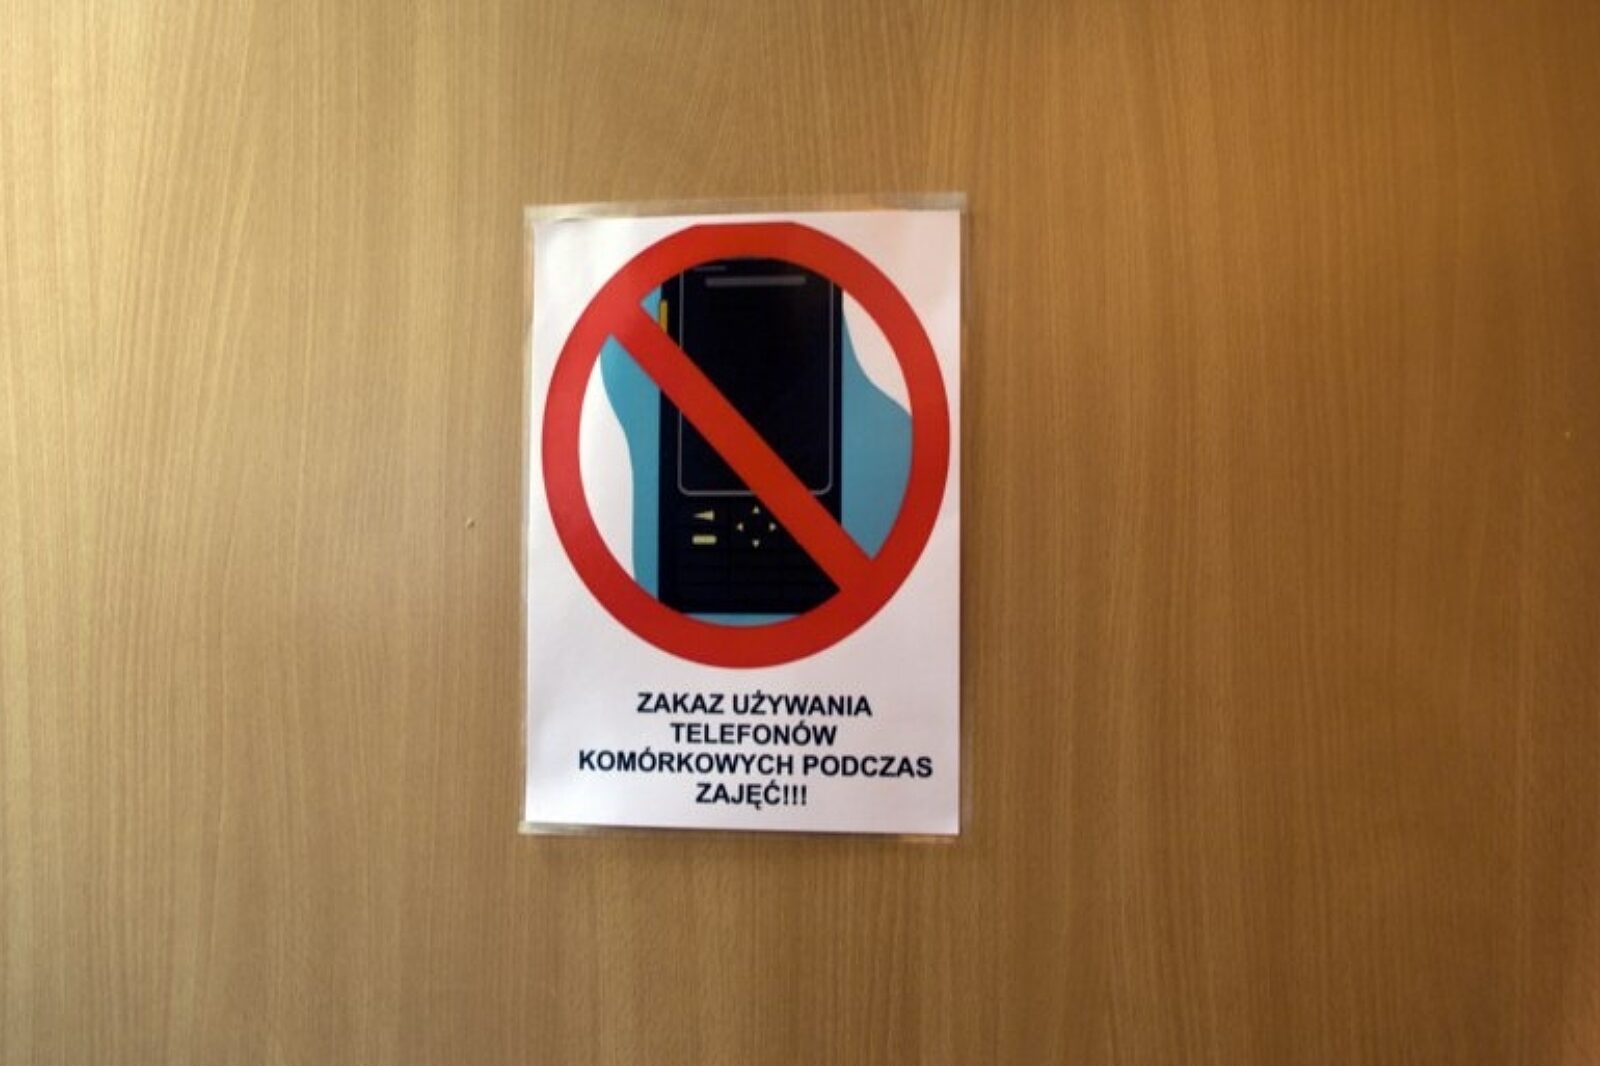 ZAKAZ UŻYWANIA
TELEFONÓW
KOMÓRKOWYCH PODCZAS
ZAJĘĆ!!!